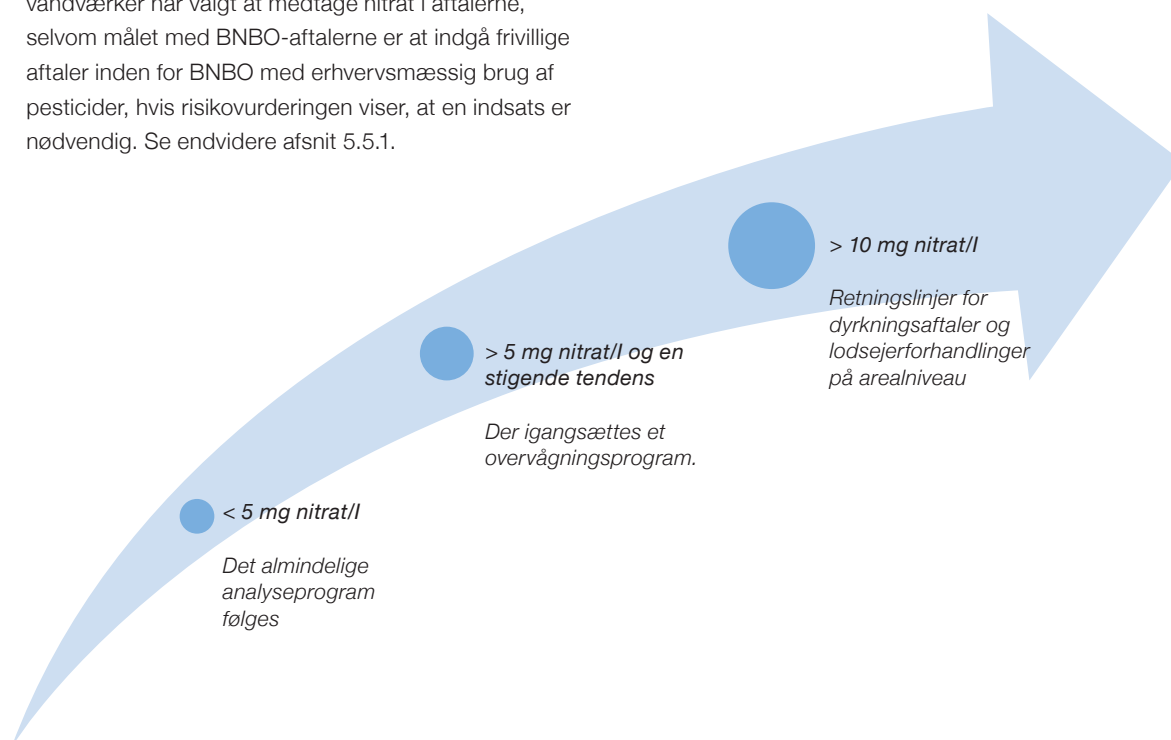 vandværker har valgt at medtage nitrat i aftalerne,
selvom målet med BNBO-aftalerne er at indgå frivillige
aftaler inden for BNBO med erhvervsmæssig brug af
pesticider, hvis risikovurderingen viser, at en indsats er
nødvendig. Se endvidere afsnit 5.5.1.
> 10 mg nitrat/l
Retningslinjer for
dyrkningsaftaler og
lodsejerforhandlinger
på arealniveau
> 5 mg nitrat/l og en
stigende tendens
Der igangsættes et
overvågningsprogram.
< 5 mg nitrat/l
Det almindelige
analyseprogram
følges